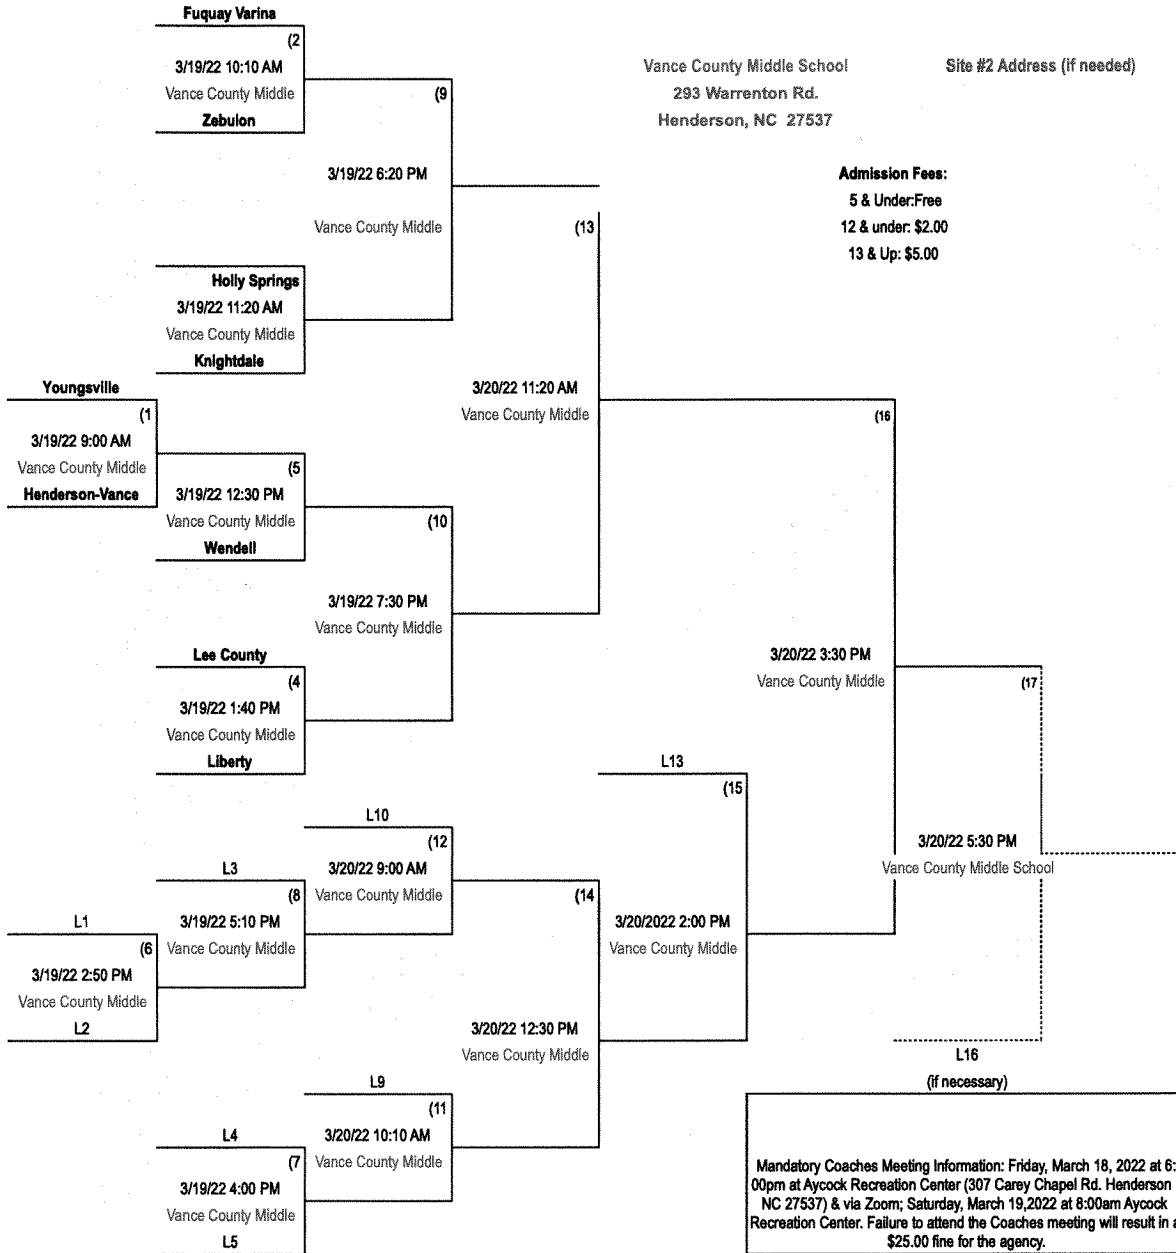 Fuquay Varina
(2
3/19/22 10:10 AM
Vance County Middle
Zebulon
(9
3/19/22 6:20 PM
Vance County Middle
Holly Springs
3/19/22 11:20 AM
Vance County Middle
Knightdale
Vance County Middle School
293 Warrenton Rd.
Henderson, NC 27537
Site #2 Address (if needed)
Admission Fees:
5 & Under:Free
12 & under: $2.00
13 & Up: $5.00
(13
3/20/22 11:20 AM
Vance County Middle
Youngsville
(1
3/19/22 9:00 AM
Vance County Middle
Henderson-Vance
(5
3/19/22 12:30 PM
Vance County Middle
Wendell
(10
3/19/22 7:30 PM
Vance County Middle
Lee County
(4
3/19/22 1:40 PM
Vance County Middle
Liberty
(16
3/20/22 3:30 PM
Vance County Middle
(17
3/20/22 5:30 PM
Vance County Middle School
L13
(15
3/20/2022 2:00 PM
Vance County Middle
L10
(12
3/20/22 9:00 AM
Vance County Middle
L3
(8
3/19/22 5:10 PM
Vance County Middle
L1
(6
3/19/22 2:50 PM
Vance County Middle
L2
(14
3/20/22 12:30 PM
Vance County Middle
L9
(11
3/20/22 10:10 AM
Vance County Middle
L4
(7
3/19/22 4:00 PM
Vance County Middle
L5
L16
(if necessary)
Mandatory Coaches Meeting Information: Friday, March 18, 2022 at 6:
00pm at Aycock Recreation Center (307 Carey Chapel Rd. Henderson
NC 27537) & via Zoom; Saturday, March 19,2022 at 8:00am Aycock
Recreation Center. Failure to attend the Coaches meeting will result in a
$25.00 fine for the agency.